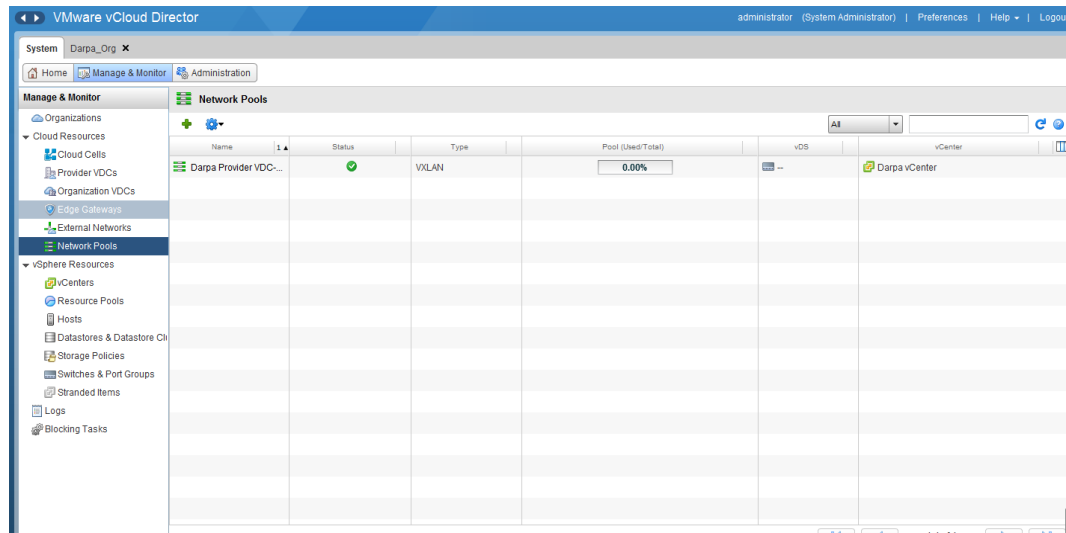 VMware vCloud Director
administrator (System Administrator) | Preferences | Help | Logou
System Darpa_Org
Home Manage & Monitor Administration
Manage & Monitor
Organizations
Cloud Resources
Cloud Cells
Provider VDCs
Organization VDCs
Edge Gateways
External Networks
Network Pools
vSphere Resources
vCenters
Resource Pools
Hosts
Datastores & Datastore Clu
Storage Policies
Switches & Port Groups
Stranded Items
Logs
Blocking Tasks
Network Pools
All
Name 1 Status Type Pool (Used/Total) vDS vCenter
Darpa Provider VDC-... VXLAN 0.00% -- Darpa vCenter